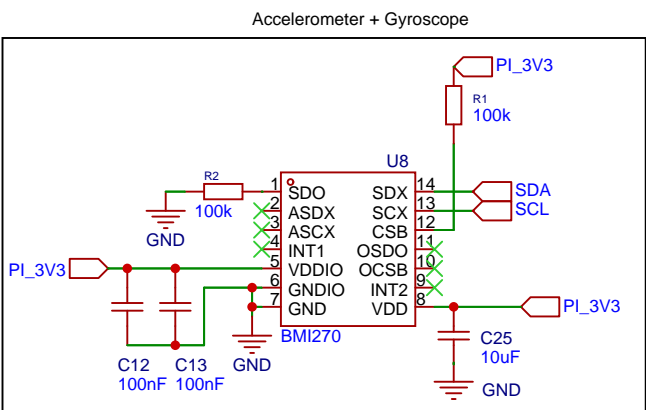 Accelerometer + Gyroscope
PI_3V3
R1
100k
U8
R2
100k
GND
1 SDO SDX 14 SDA
2 ASDX SCX 13 SCL
3 ASCX CSB 12
4 INT1 OSDO 11
PI_3V3 5 VDDIO OCSB 10
6 GNDIO INT2 9
7 GND VDD 8 PI_3V3
BMI270
C12 C13
100nF 100nF
GND
C25
10uF
GND